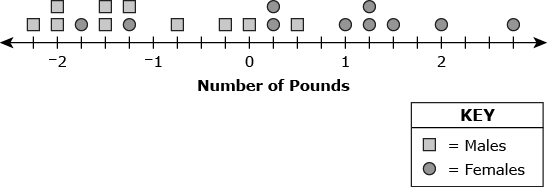 −2 −1 0 1 2
Number of Pounds
KEY
= Males
= Females